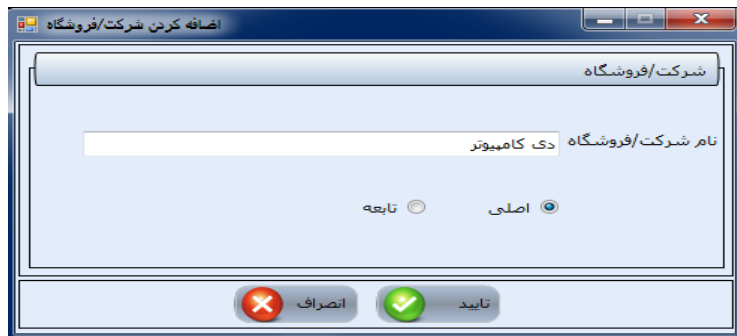 اضافه کردن شرکت/فروشگاه
شرکت/فروشگاه
نام شرکت/فروشگاه دی کامپیوتر
اصلی تابعه
تایید انصراف